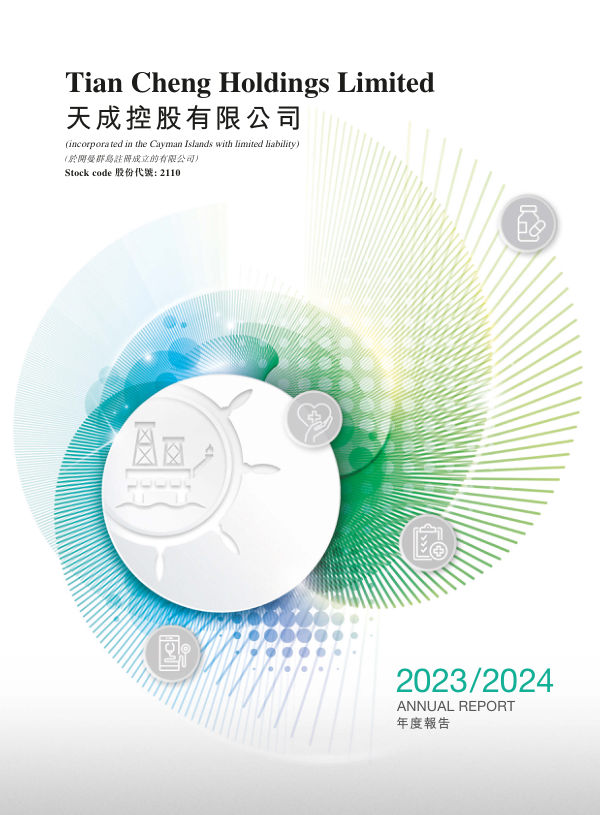 Tian Cheng Holdings Limited
天成控股有限公司
(incorporated in the Cayman Islands with limited liability)
(於開曼群島註冊成立的有限公司)
Stock code 股份代號: 2110
2023/2024
ANNUAL REPORT
年度報告